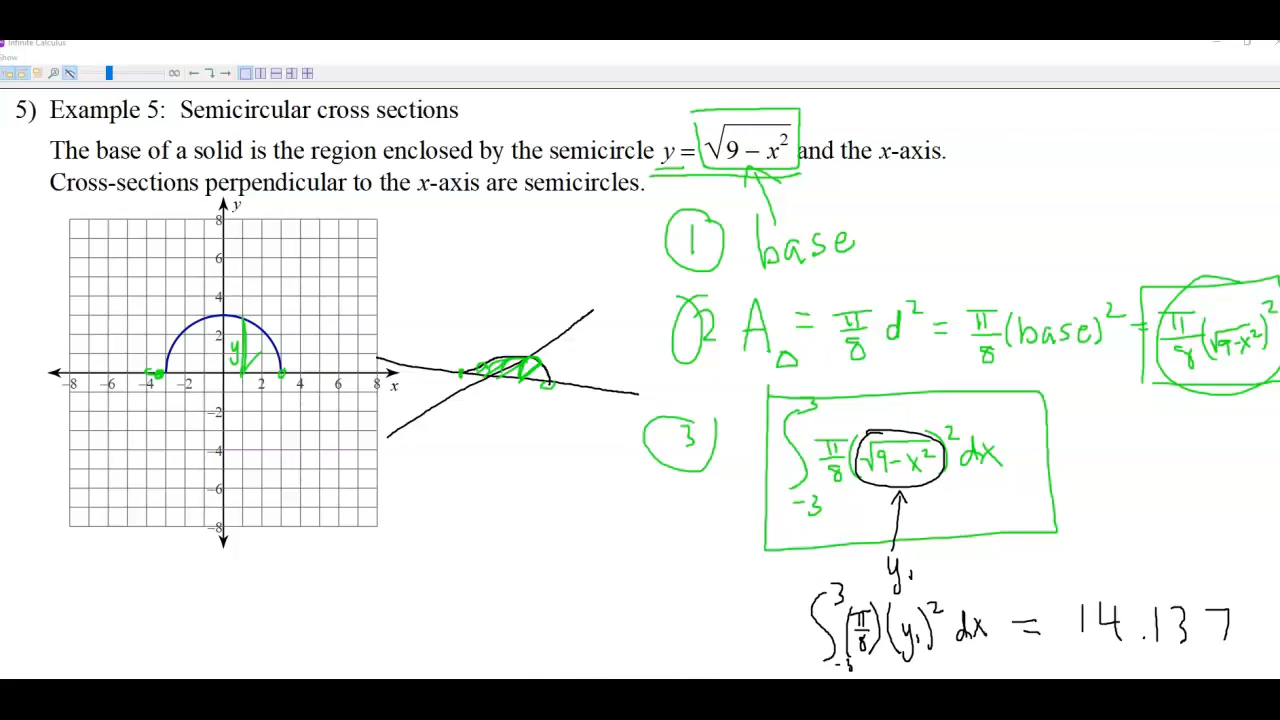 Infinite Calculus
Show
5) Example 5: Semicircular cross sections
The base of a solid is the region enclosed by the semicircle y = √(9 − x²) and the x-axis.
Cross-sections perpendicular to the x-axis are semicircles.
① base
② A = π/8 d² = π/8 (base)² = π/8 (√(9−x²))²
③ ∫₋₃³ π/8 (√(9−x²))² dx
y₁
∫₋₃³ (π/8)(y₁)² dx = 14.137
y
8
6
4
2
y
−8 −6 −4 −2 2 4 6 8 x
−2
−4
−6
−8